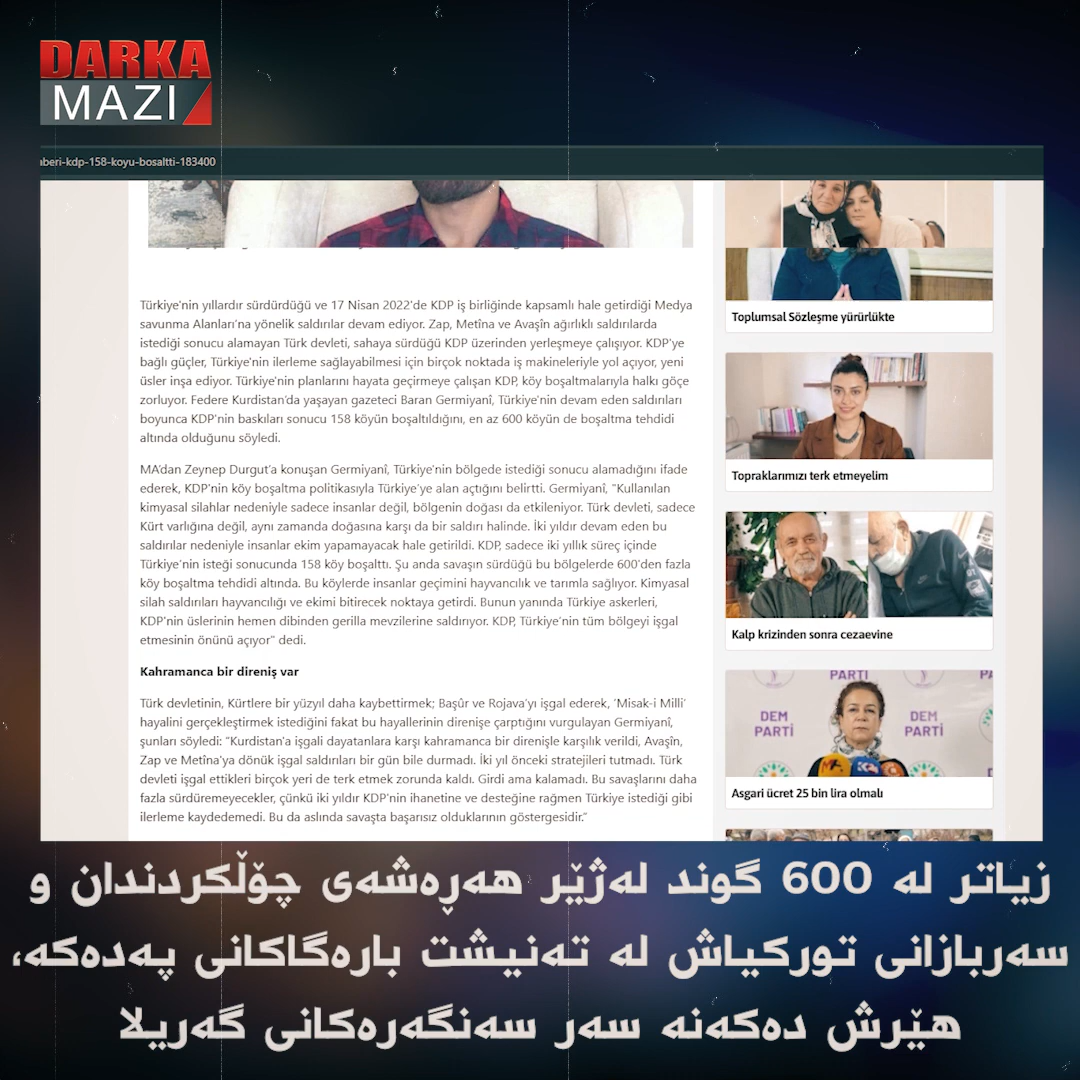 DARKA
MAZI
aberi-kdp-158-koyu-bosaltti-183400
Türkiye'nin yıllardır sürdürdüğü ve 17 Nisan 2022'de KDP iş birliğinde kapsamlı hale getirdiği Medya
savunma Alanları'na yönelik saldırılar devam ediyor. Zap, Metîna ve Avaşîn ağırlıklı saldırılarda
istediği sonucu alamayan Türk devleti, sahaya sürdüğü KDP üzerinden yerleşmeye çalışıyor. KDP'ye
bağlı güçler, Türkiye'nin ilerleme sağlayabilmesi için birçok noktada iş makineleriyle yol açıyor, yeni
üsler inşa ediyor. Türkiye'nin planlarını hayata geçirmeye çalışan KDP, köy boşaltmalarıyla halkı göçe
zorluyor. Federe Kurdistan'da yaşayan gazeteci Baran Germiyanî, Türkiye'nin devam eden saldırıları
boyunca KDP'nin baskıları sonucu 158 köyün boşaltıldığını, en az 600 köyün de boşaltma tehdidi
altında olduğunu söyledi.
MA'dan Zeynep Durgut'a konuşan Germiyanî, Türkiye'nin bölgede istediği sonucu alamadığını ifade
ederek, KDP'nin köy boşaltma politikasıyla Türkiye'ye alan açtığını belirtti. Germiyanî, "Kullanılan
kimyasal silahlar nedeniyle sadece insanlar değil, bölgenin doğası da etkileniyor. Türk devleti, sadece
Kürt varlığına değil, aynı zamanda doğasına karşı da bir saldırı halinde. İki yıldır devam eden bu
saldırılar nedeniyle insanlar ekim yapamayacak hale getirildi. KDP, sadece iki yıllık süreç içinde
Türkiye'nin isteği sonucunda 158 köy boşalttı. Şu anda savaşın sürdüğü bu bölgelerde 600'den fazla
köy boşaltma tehdidi altında. Bu köylerde insanlar geçimini hayvancılık ve tarımla sağlıyor. Kimyasal
silah saldırıları hayvancılığı ve ekimi bitirecek noktaya getirdi. Bunun yanında Türkiye askerleri,
KDP'nin üslerinin hemen dibinden gerilla mevzilerine saldırıyor. KDP, Türkiye'nin tüm bölgeyi işgal
etmesinin önünü açıyor" dedi.
Kahramanca bir direniş var
Türk devletinin, Kürtlere bir yüzyıl daha kaybettirmek; Başûr ve Rojava'yı işgal ederek, 'Misak-i Milli'
hayalini gerçekleştirmek istediğini fakat bu hayallerinin direnişe çarptığını vurgulayan Germiyanî,
şunları söyledi: "Kurdistan'a işgali dayatanlara karşı kahramanca bir direnişle karşılık verildi, Avaşîn,
Zap ve Metîna'ya dönük işgal saldırıları bir gün bile durmadı. İki yıl önceki stratejileri tutmadı. Türk
devleti işgal ettikleri birçok yeri de terk etmek zorunda kaldı. Girdi ama kalamadı. Bu savaşlarını daha
fazla sürdüremeyecekler, çünkü iki yıldır KDP'nin ihanetine ve desteğine rağmen Türkiye istediği gibi
ilerleme kaydedemedi. Bu da aslında savaşta başarısız olduklarının göstergesidir."
Toplumsal Sözleşme yürürlükte
Topraklarımızı terk etmeyelim
Kalp krizinden sonra cezaevine
PARTİ
DEM
PARTİ
DEM
PARTİ
Asgari ücret 25 bin lira olmalı
زیاتر لە 600 گوند لەژێر هەڕەشەی چۆڵکردندان و
سەربازانی تورکیاش لە تەنیشت بارەگاکانی پەدەکە،
هێرش دەکەنە سەر سەنگەرەکانی گەریلا